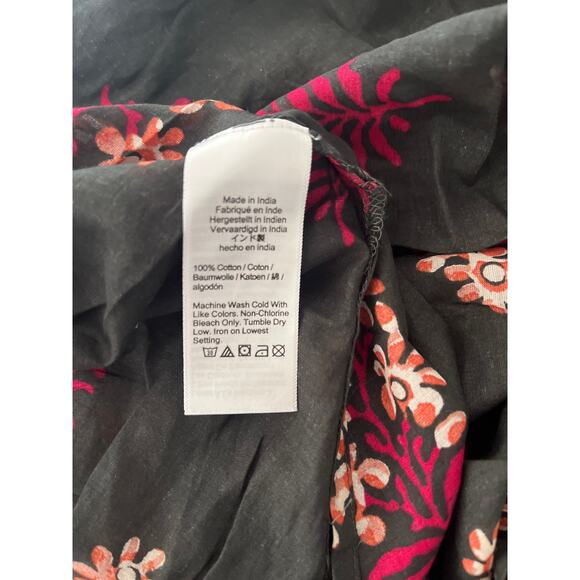 Made in India
Fabriqué en Inde
Hergestellt in Indien
Vervaardigd in India
インド製
hecho en india
100% Cotton / Coton /
Baumwolle / Katoen / 綿 /
algodón
Machine Wash Cold With
Like Colors. Non-Chlorine
Bleach Only. Tumble Dry
Low. Iron on Lowest
Setting.